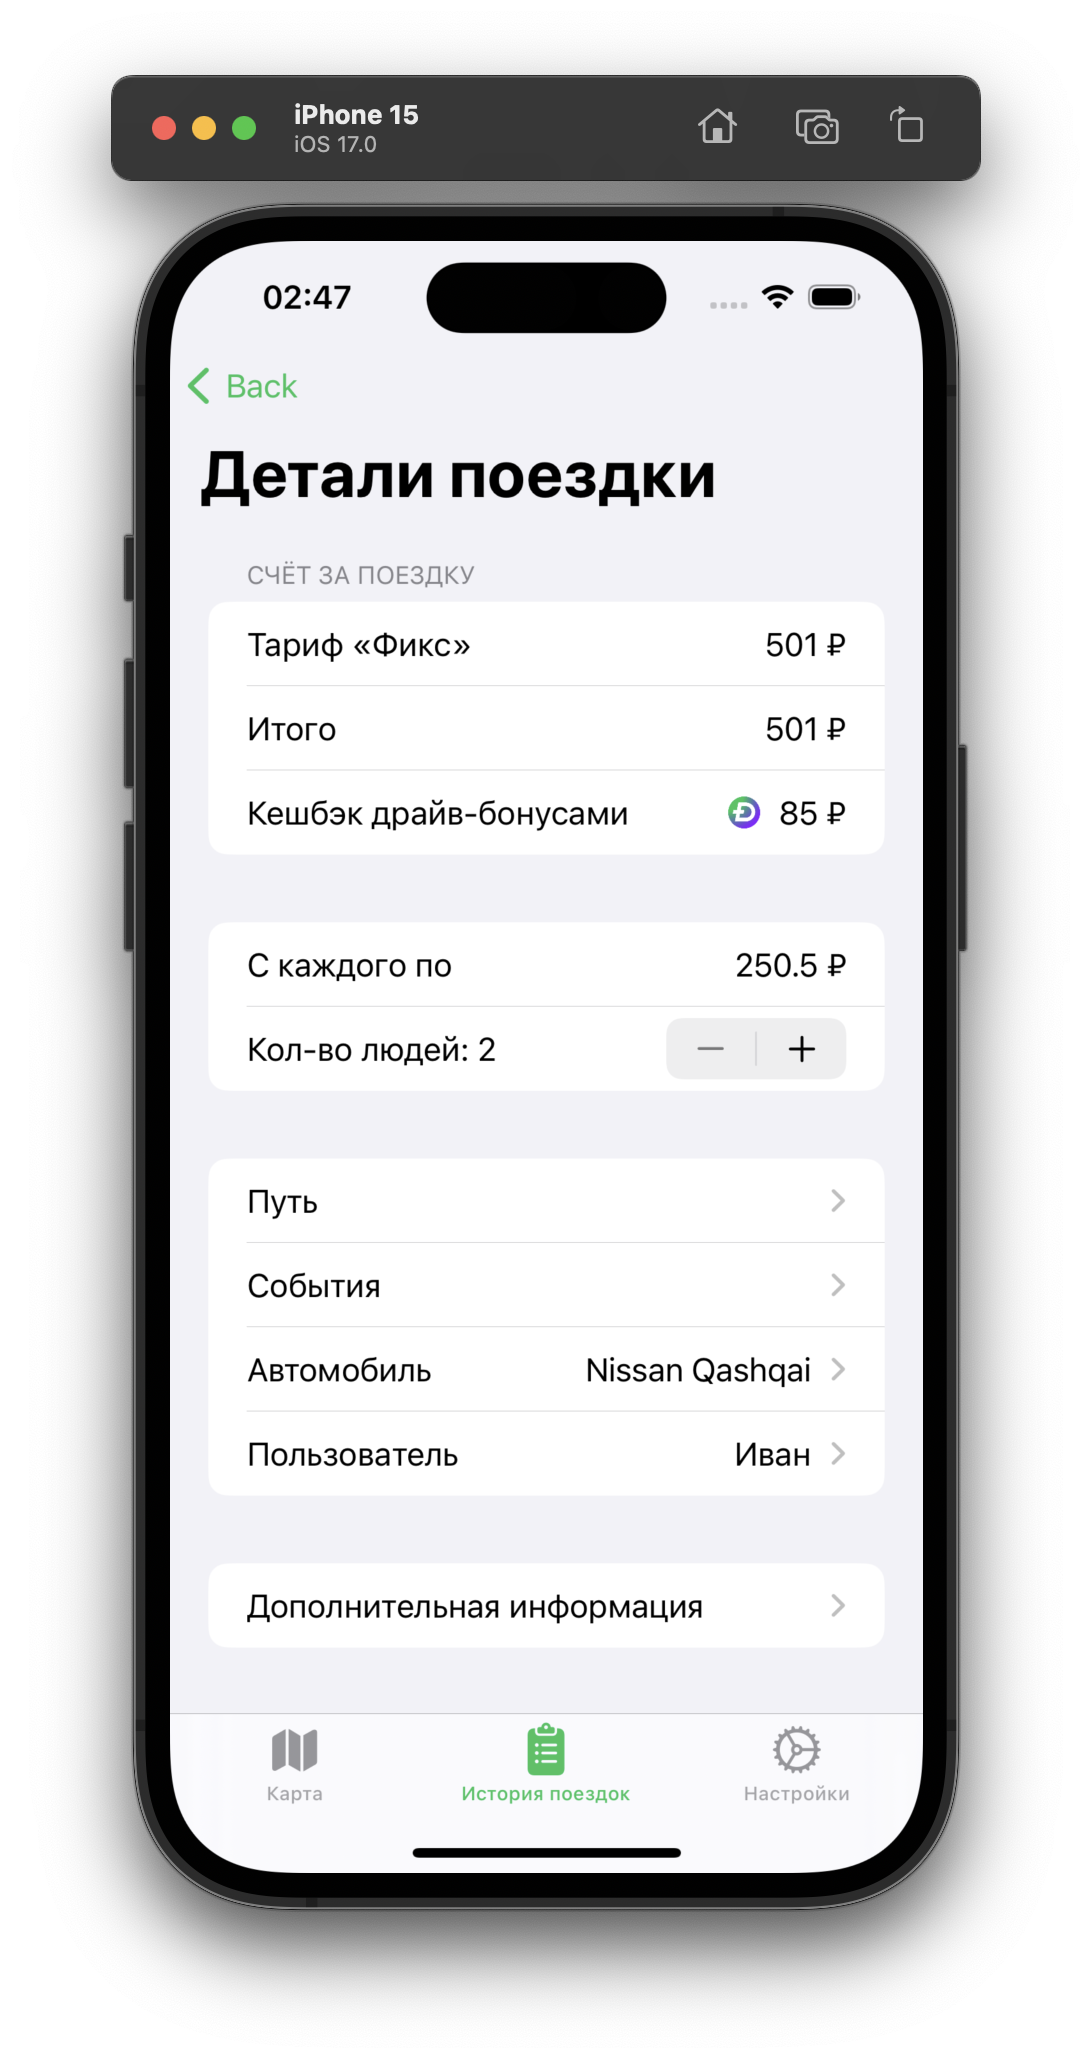 iPhone 15
iOS 17.0
02:47
Back
Детали поездки
СЧЁТ ЗА ПОЕЗДКУ
Тариф «Фикс» 501 ₽
Итого 501 ₽
Кешбэк драйв-бонусами 85 ₽
С каждого по 250.5 ₽
Кол-во людей: 2
Путь
События
Автомобиль Nissan Qashqai
Пользователь Иван
Дополнительная информация
Карта История поездок Настройки